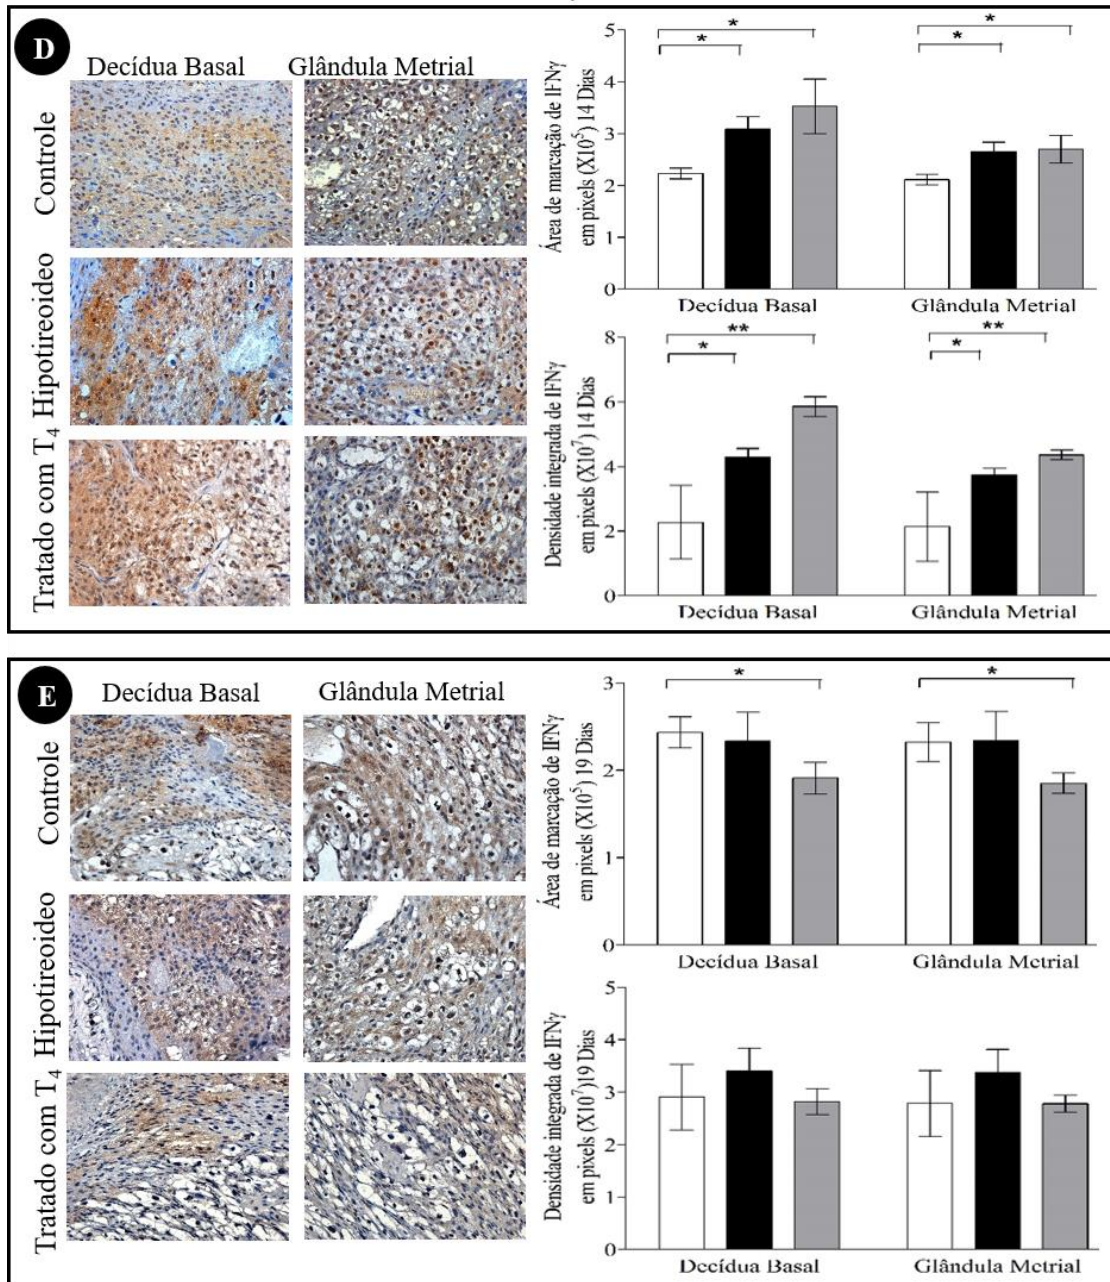 D
Decídua Basal
Glândula Metrial
Controle
Hipotireoideo
Tratado com T4
Área de marcação de IFNγ
em pixels (X10⁵) 14 Dias
5
4
3
2
1
0
*
*
*
*
Decídua Basal
Glândula Metrial
Densidade integrada de IFNγ
em pixels (X10⁷) 14 Dias
8
6
4
2
0
**
*
**
*
Decídua Basal
Glândula Metrial
E
Decídua Basal
Glândula Metrial
Controle
Hipotireoideo
Tratado com T4
Área de marcação de IFNγ
em pixels (X10⁵) 19 Dias
3
2
1
0
*
*
Decídua Basal
Glândula Metrial
Densidade integrada de IFNγ
em pixels (X10⁷)19 Dias
5
4
3
2
1
0
Decídua Basal
Glândula Metrial